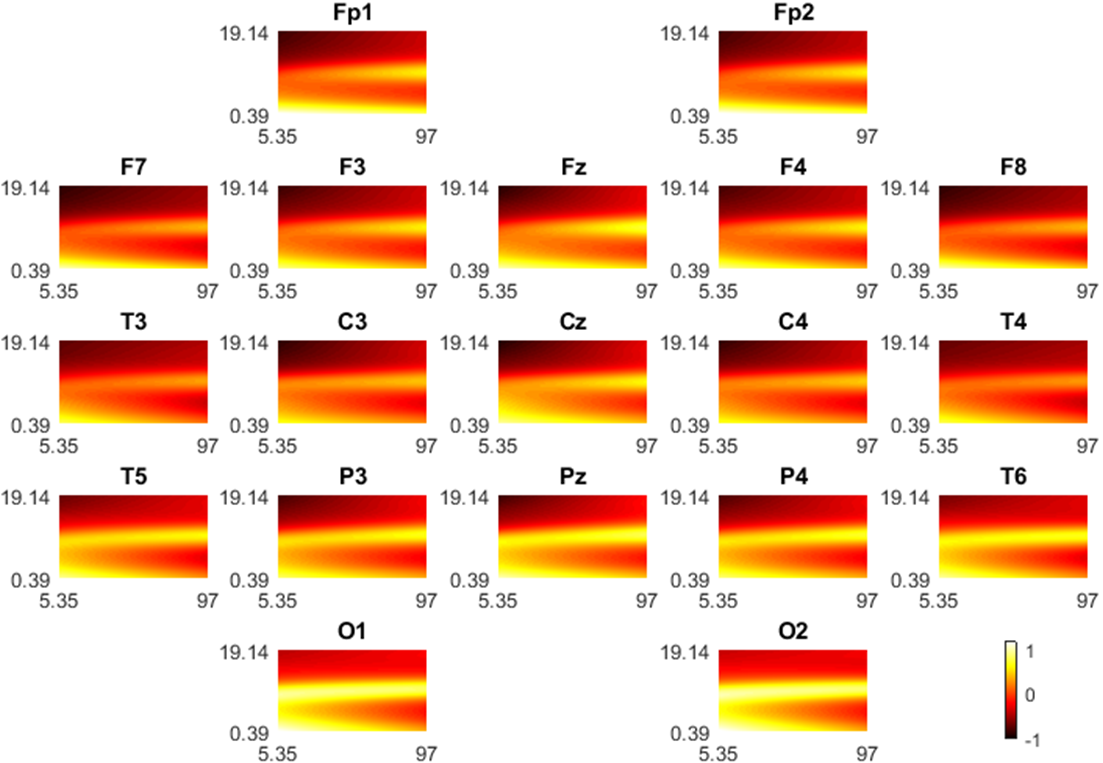 Fp1 Fp2
19.14 19.14
0.39 0.39
5.35 97 5.35 97
F7 F3 Fz F4 F8
19.14 19.14 19.14 19.14 19.14
0.39 0.39 0.39 0.39 0.39
5.35 97 5.35 97 5.35 97 5.35 97 5.35 97
T3 C3 Cz C4 T4
19.14 19.14 19.14 19.14 19.14
0.39 0.39 0.39 0.39 0.39
5.35 97 5.35 97 5.35 97 5.35 97 5.35 97
T5 P3 Pz P4 T6
19.14 19.14 19.14 19.14 19.14
0.39 0.39 0.39 0.39 0.39
5.35 97 5.35 97 5.35 97 5.35 97 5.35 97
O1 O2
19.14 19.14 1
0
0.39 0.39 -1
5.35 97 5.35 97